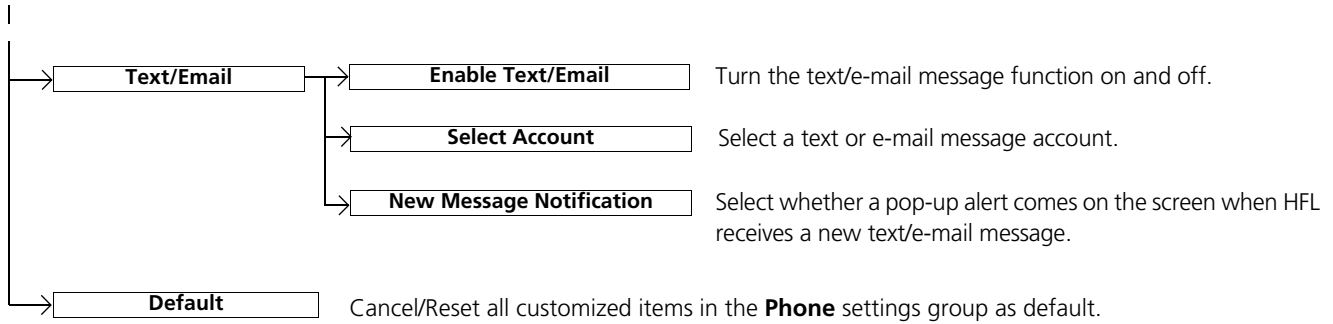 Text/Email
Enable Text/Email
Turn the text/e-mail message function on and off.
Select Account
Select a text or e-mail message account.
New Message Notification
Select whether a pop-up alert comes on the screen when HFL
receives a new text/e-mail message.
Default
Cancel/Reset all customized items in the Phone settings group as default.